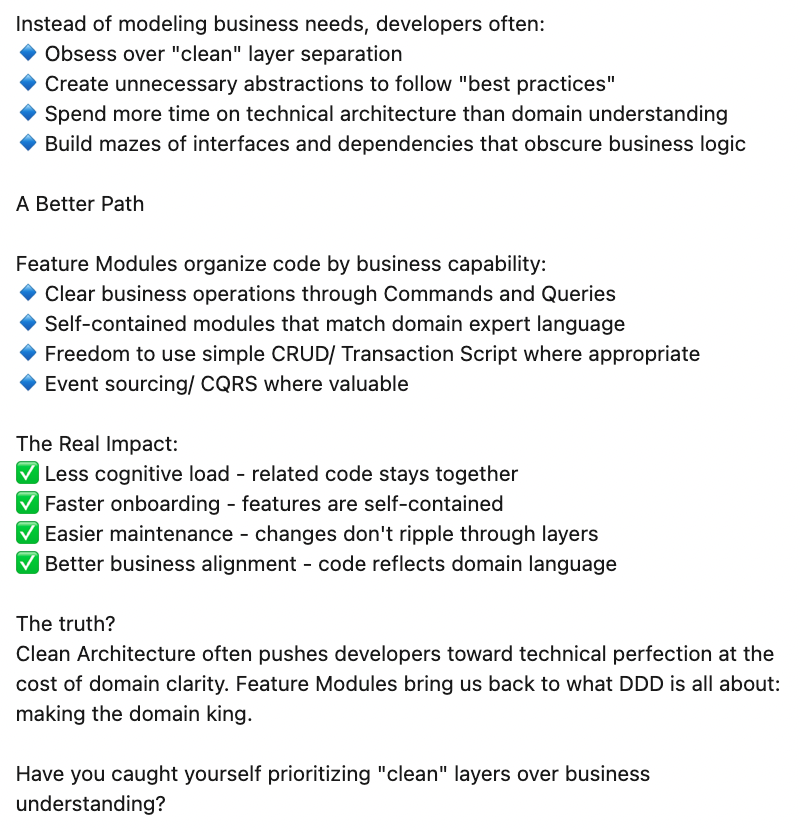 Instead of modeling business needs, developers often:
🔹 Obsess over "clean" layer separation
🔹 Create unnecessary abstractions to follow "best practices"
🔹 Spend more time on technical architecture than domain understanding
🔹 Build mazes of interfaces and dependencies that obscure business logic
A Better Path
Feature Modules organize code by business capability:
🔹 Clear business operations through Commands and Queries
🔹 Self-contained modules that match domain expert language
🔹 Freedom to use simple CRUD/ Transaction Script where appropriate
🔹 Event sourcing/ CQRS where valuable
The Real Impact:
✅ Less cognitive load - related code stays together
✅ Faster onboarding - features are self-contained
✅ Easier maintenance - changes don't ripple through layers
✅ Better business alignment - code reflects domain language
The truth?
Clean Architecture often pushes developers toward technical perfection at the
cost of domain clarity. Feature Modules bring us back to what DDD is all about:
making the domain king.
Have you caught yourself prioritizing "clean" layers over business
understanding?